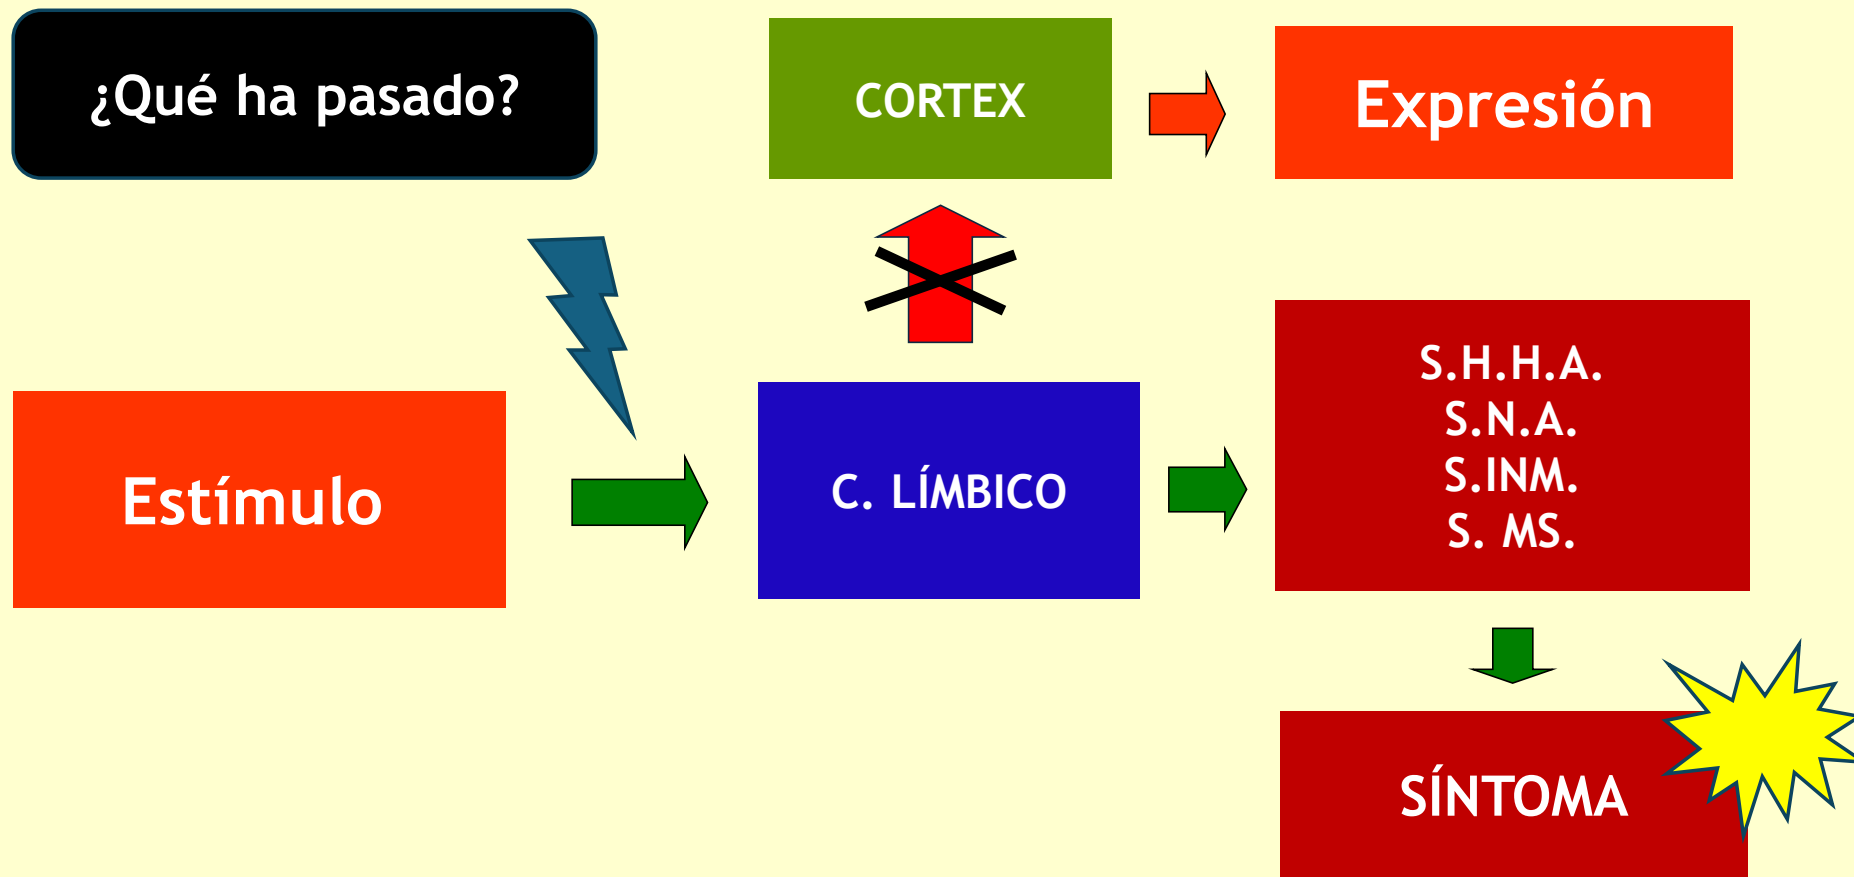 ¿Qué ha pasado?
CORTEX
Expresión
Estímulo
C. LÍMBICO
S.H.H.A.
S.N.A.
S.INM.
S. MS.
SÍNTOMA